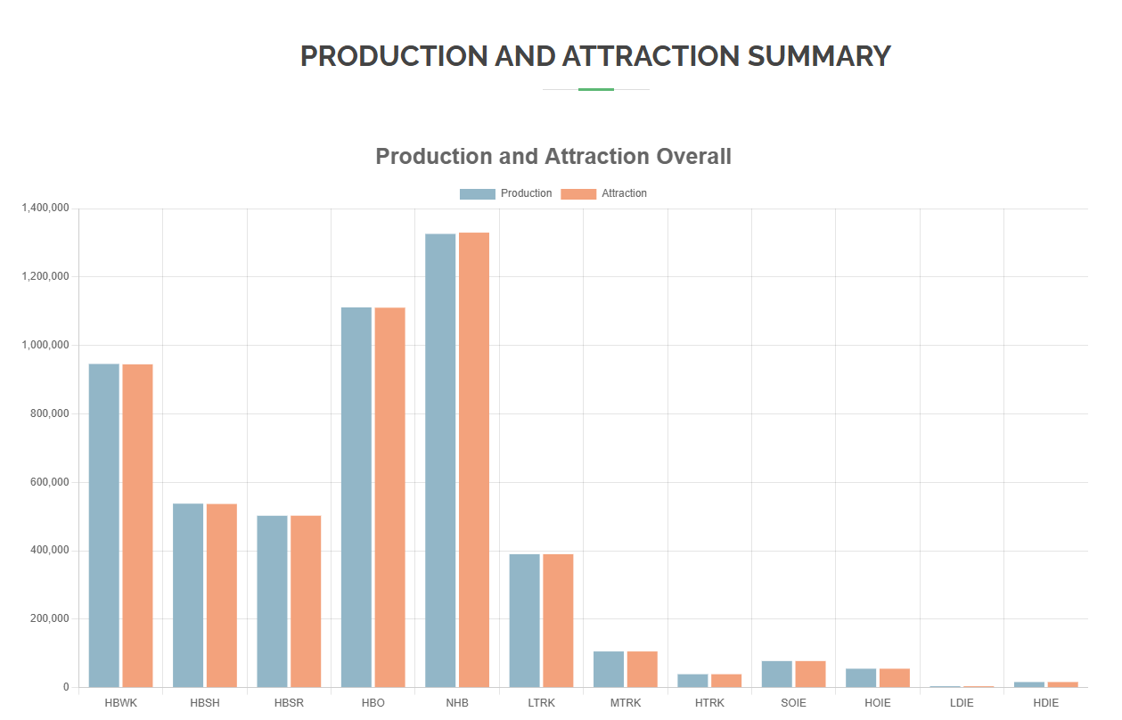 PRODUCTION AND ATTRACTION SUMMARY
Production and Attraction Overall
Production Attraction
1,400,000
1,200,000
1,000,000
800,000
600,000
400,000
200,000
0
HBWK HBSH HBSR HBO NHB LTRK MTRK HTRK SOIE HOIE LDIE HDIE